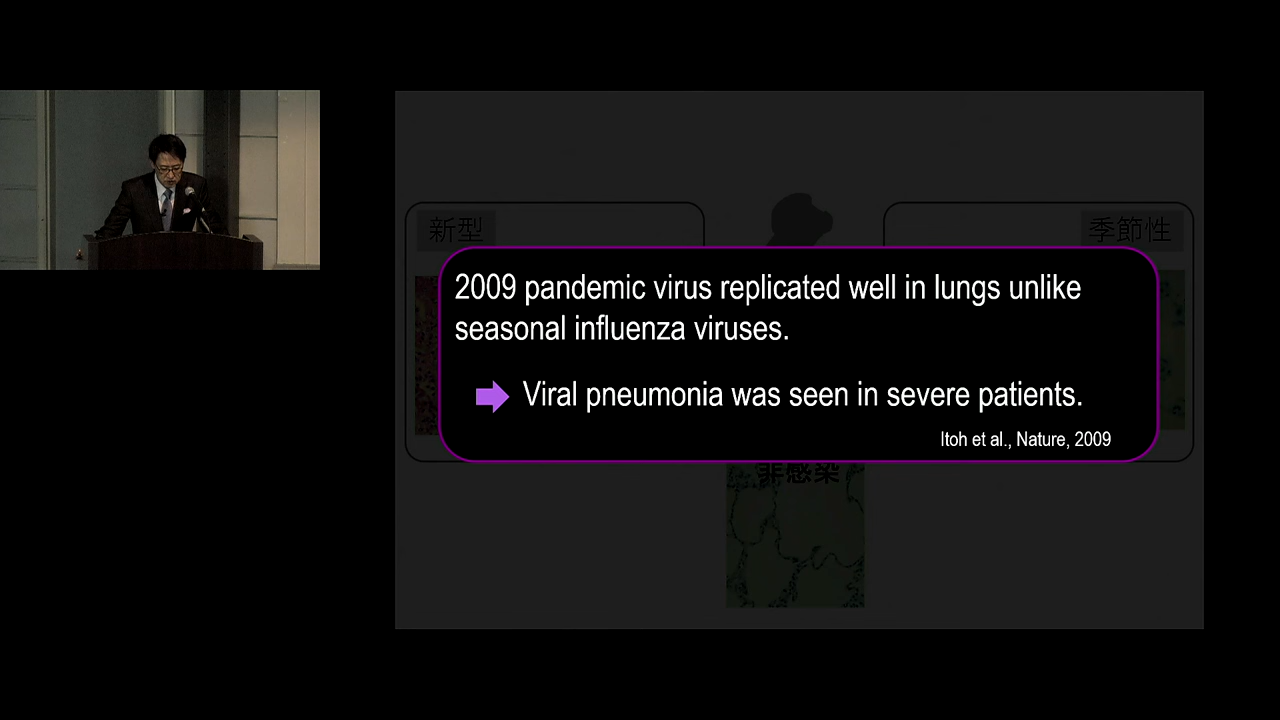 新型
季節性
2009 pandemic virus replicated well in lungs unlike
seasonal influenza viruses.
Viral pneumonia was seen in severe patients.
Itoh et al., Nature, 2009
非感染